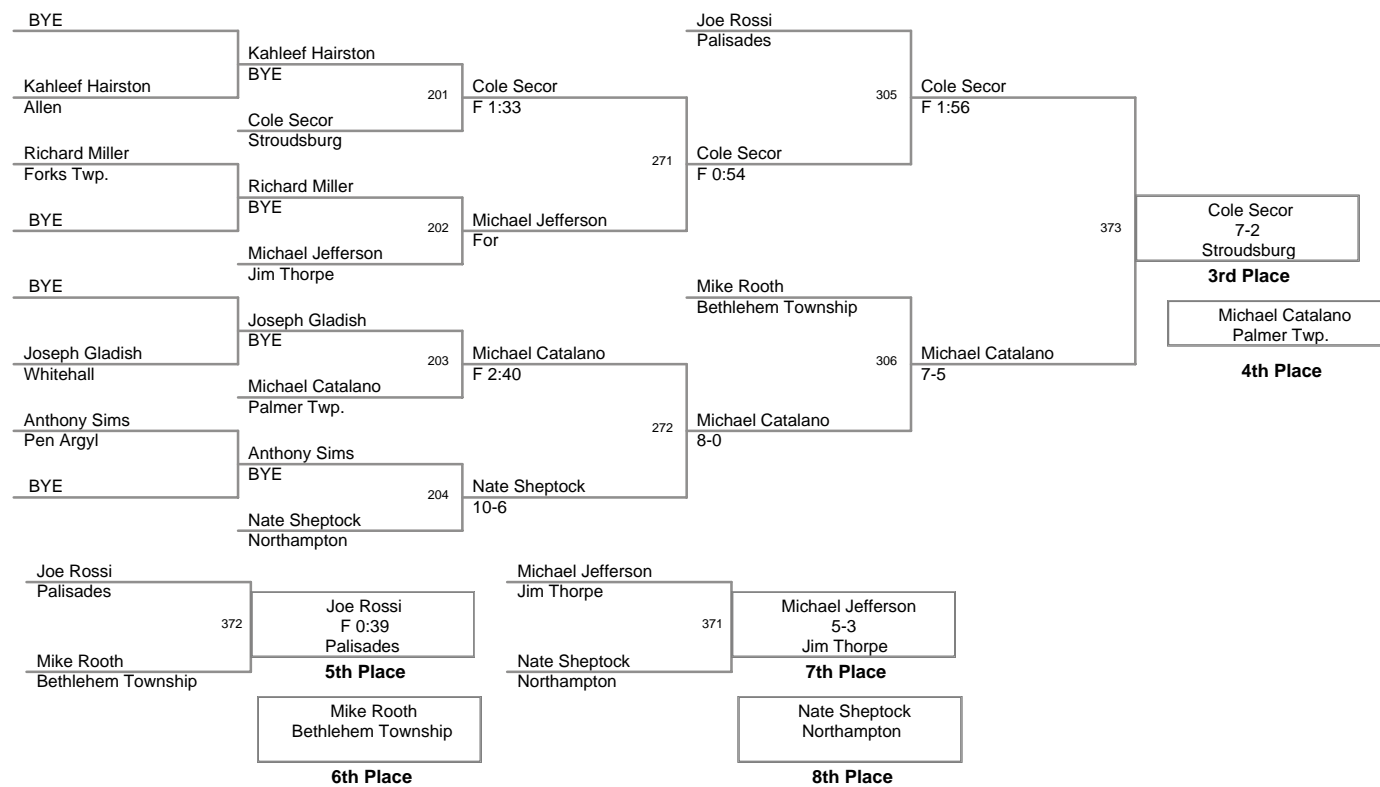 BYE
Kahleef Hairston
Allen
Richard Miller
Forks Twp.
BYE
BYE
Joseph Gladish
Whitehall
Anthony Sims
Pen Argyl
BYE
Kahleef Hairston
BYE
201
Cole Secor
Stroudsburg
Richard Miller
BYE
202
Michael Jefferson
Jim Thorpe
Joseph Gladish
BYE
203
Michael Catalano
Palmer Twp.
Anthony Sims
BYE
204
Nate Sheptock
Northampton
Cole Secor
F 1:33
271
Michael Jefferson
For
Michael Catalano
F 2:40
272
Nate Sheptock
10-6
Joe Rossi
Palisades
305
Cole Secor
F 0:54
Mike Rooth
Bethlehem Township
306
Michael Catalano
8-0
Cole Secor
F 1:56
373
Michael Catalano
7-5
Cole Secor
7-2
Stroudsburg
3rd Place
Michael Catalano
Palmer Twp.
4th Place
Joe Rossi
Palisades
372
Mike Rooth
Bethlehem Township
Joe Rossi
F 0:39
Palisades
5th Place
Mike Rooth
Bethlehem Township
6th Place
Michael Jefferson
Jim Thorpe
371
Nate Sheptock
Northampton
Michael Jefferson
5-3
Jim Thorpe
7th Place
Nate Sheptock
Northampton
8th Place